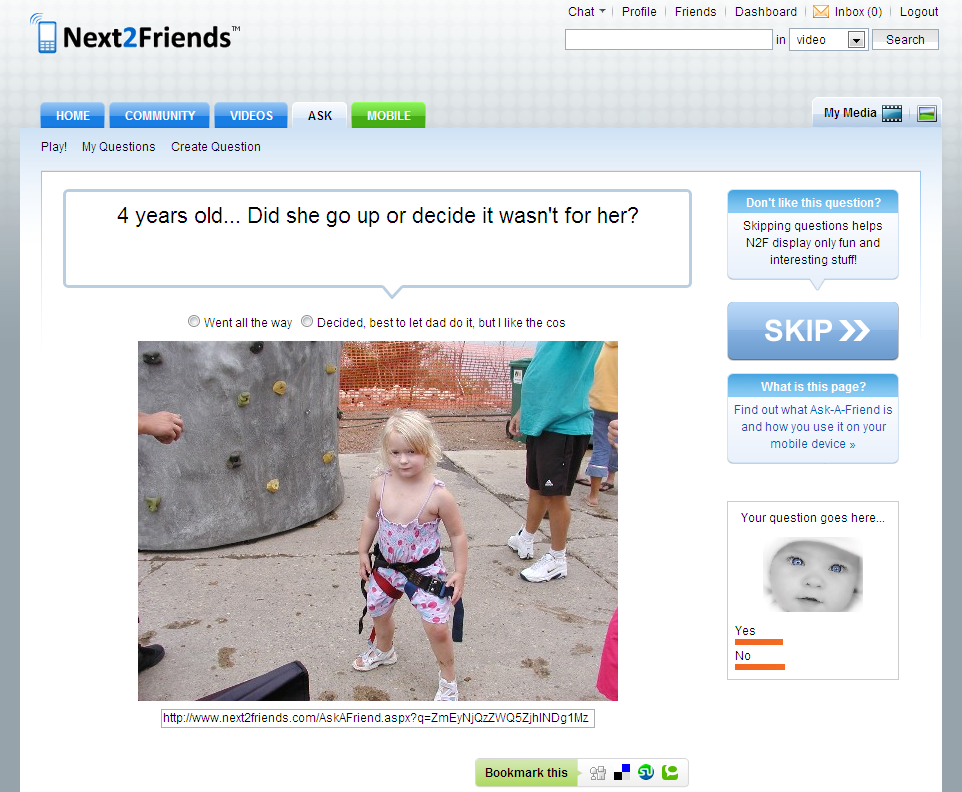 Chat Profile Friends Dashboard Inbox (0) Logout
Next2Friends™
in video Search
HOME COMMUNITY VIDEOS ASK MOBILE
My Media
Play! My Questions Create Question
4 years old... Did she go up or decide it wasn't for her?
Went all the way Decided, best to let dad do it, but I like the cos
http://www.next2friends.com/AskAFriend.aspx?q=ZmEyNjQzZWQ5ZjhlNDg1Mz
Bookmark this
Don't like this question?
Skipping questions helps
N2F display only fun and
interesting stuff!
SKIP
What is this page?
Find out what Ask-A-Friend is
and how you use it on your
mobile device »
Your question goes here...
Yes
No